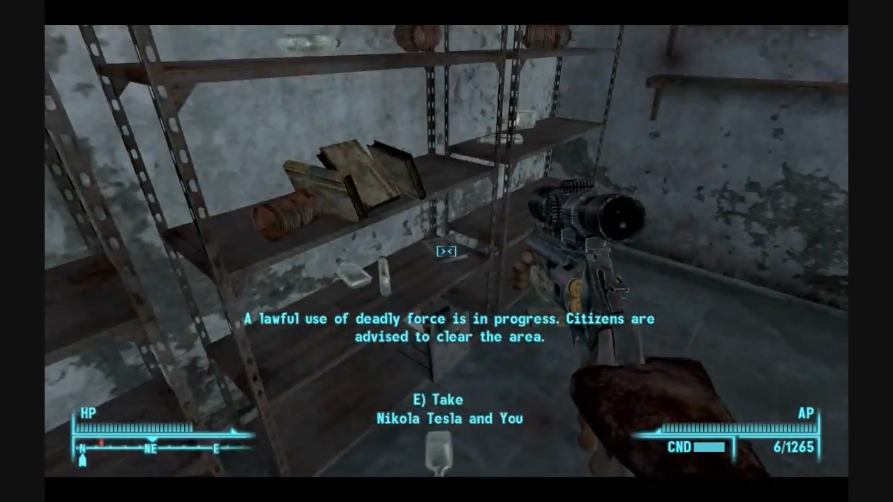 A lawful use of deadly force is in progress. Citizens are
advised to clear the area.
E) Take
Nikola Tesla and You
HP
AP
N
NE
E
CND
6/1265